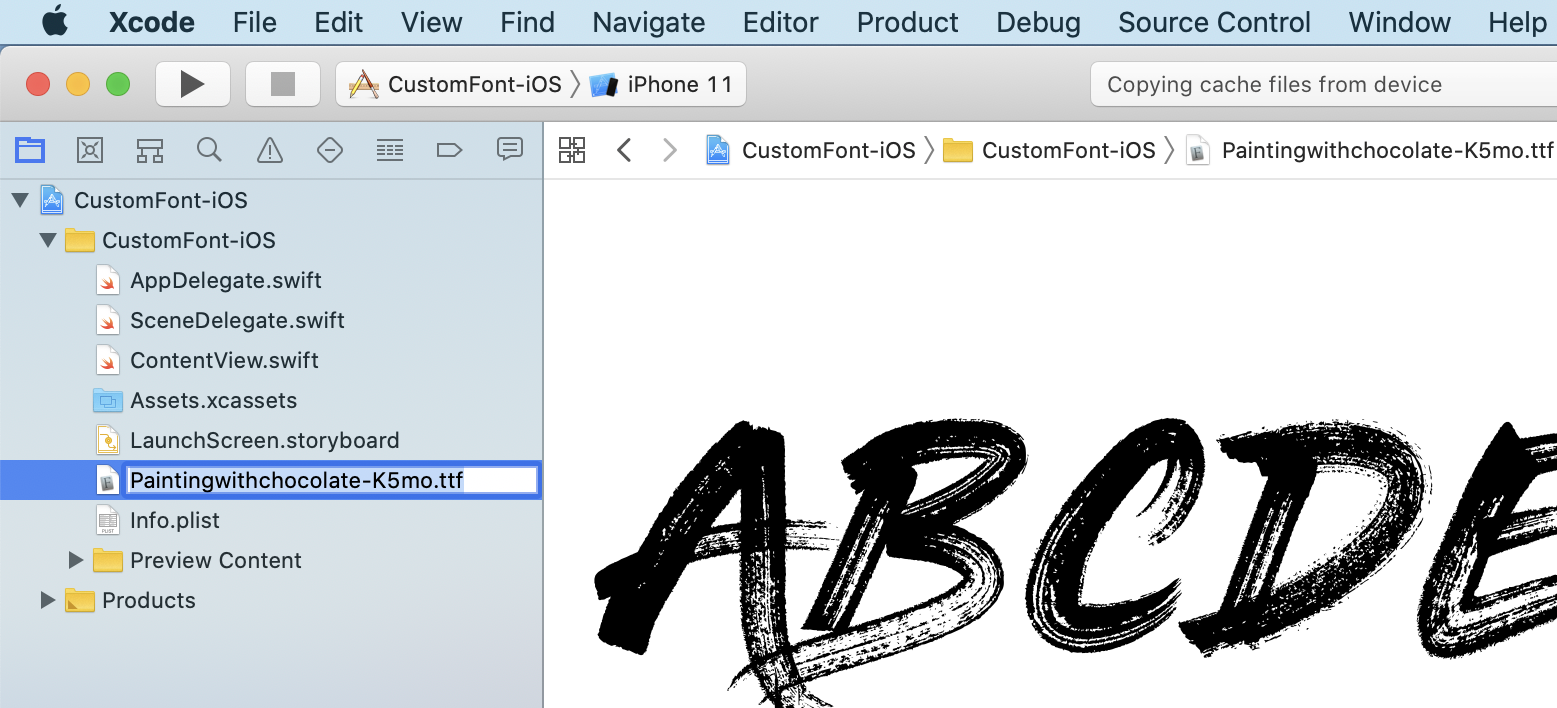 Xcode File Edit View Find Navigate Editor Product Debug Source Control Window Help
CustomFont-iOS iPhone 11 Copying cache files from device
CustomFont-iOS CustomFont-iOS Paintingwithchocolate-K5mo.ttf
CustomFont-iOS
CustomFont-iOS
AppDelegate.swift
SceneDelegate.swift
ContentView.swift
Assets.xcassets
LaunchScreen.storyboard
Paintingwithchocolate-K5mo.ttf
Info.plist
Preview Content
Products
ABCDE